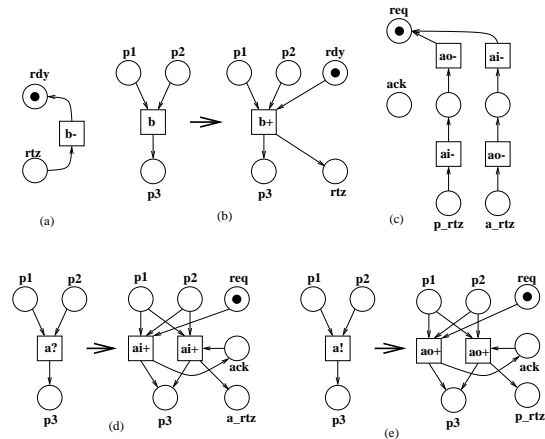 rdy
b-
rtz
(a)
p1 p2
b
p3
p1 p2 rdy
b+
p3 rtz
(b)
req
ao- ai-
ack
ai- ao-
p_rtz a_rtz
(c)
p1 p2
a?
p3
p1 p2 req
ai+ ai+
ack
p3 a_rtz
(d)
p1 p2
a!
p3
p1 p2 req
ao+ ao+
ack
p3 p_rtz
(e)